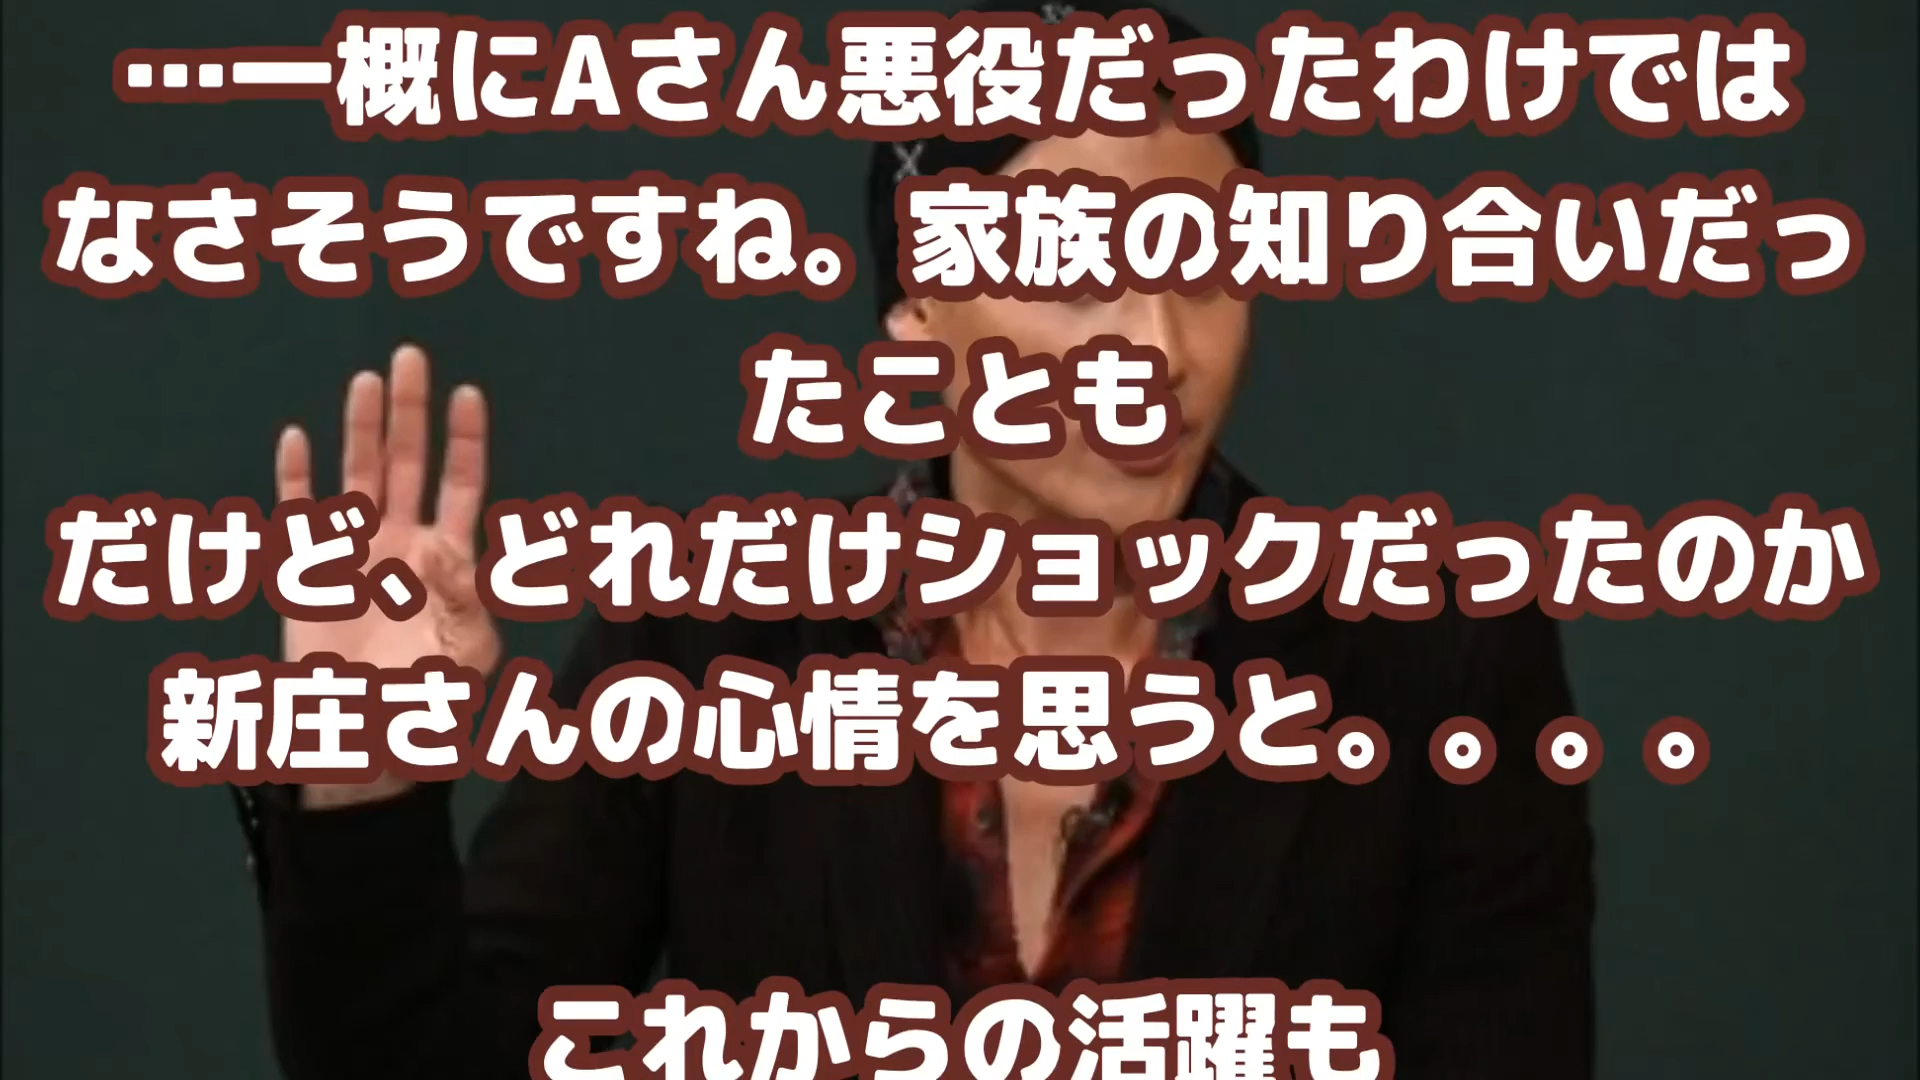 …一概にAさん悪役だったわけでは
なさそうですね。家族の知り合いだっ
たことも
だけど、どれだけショックだったのか
新庄さんの心情を思うと。。。。
これからの活躍も